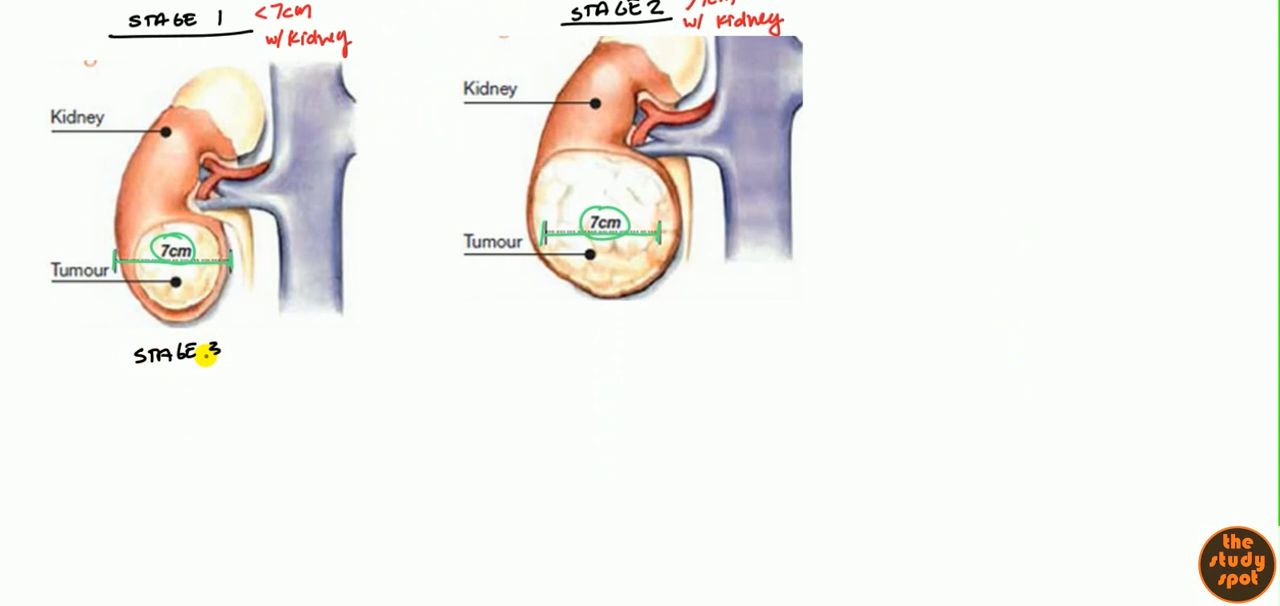 STAGE 1
<7cm
w/ Kidney
Kidney
7cm
Tumour
STAGE 2
w/ Kidney
Kidney
7cm
Tumour
STAGE 3
the
study
spot